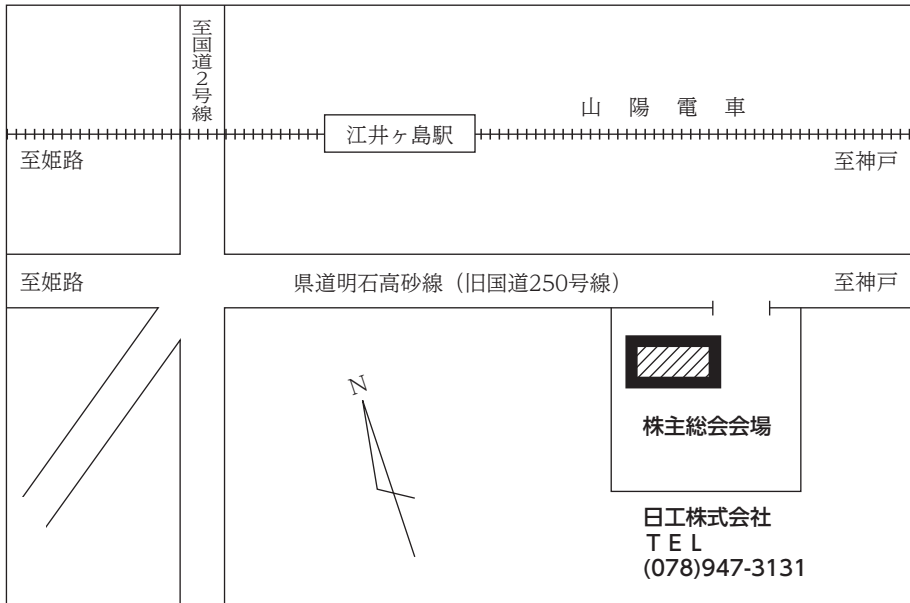 至国道2号線
山陽電車
江井ヶ島駅
至姫路
至神戸
至姫路
県道明石高砂線（旧国道250号線）
至神戸
N
株主総会会場
日工株式会社
ＴＥＬ
(078)947-3131